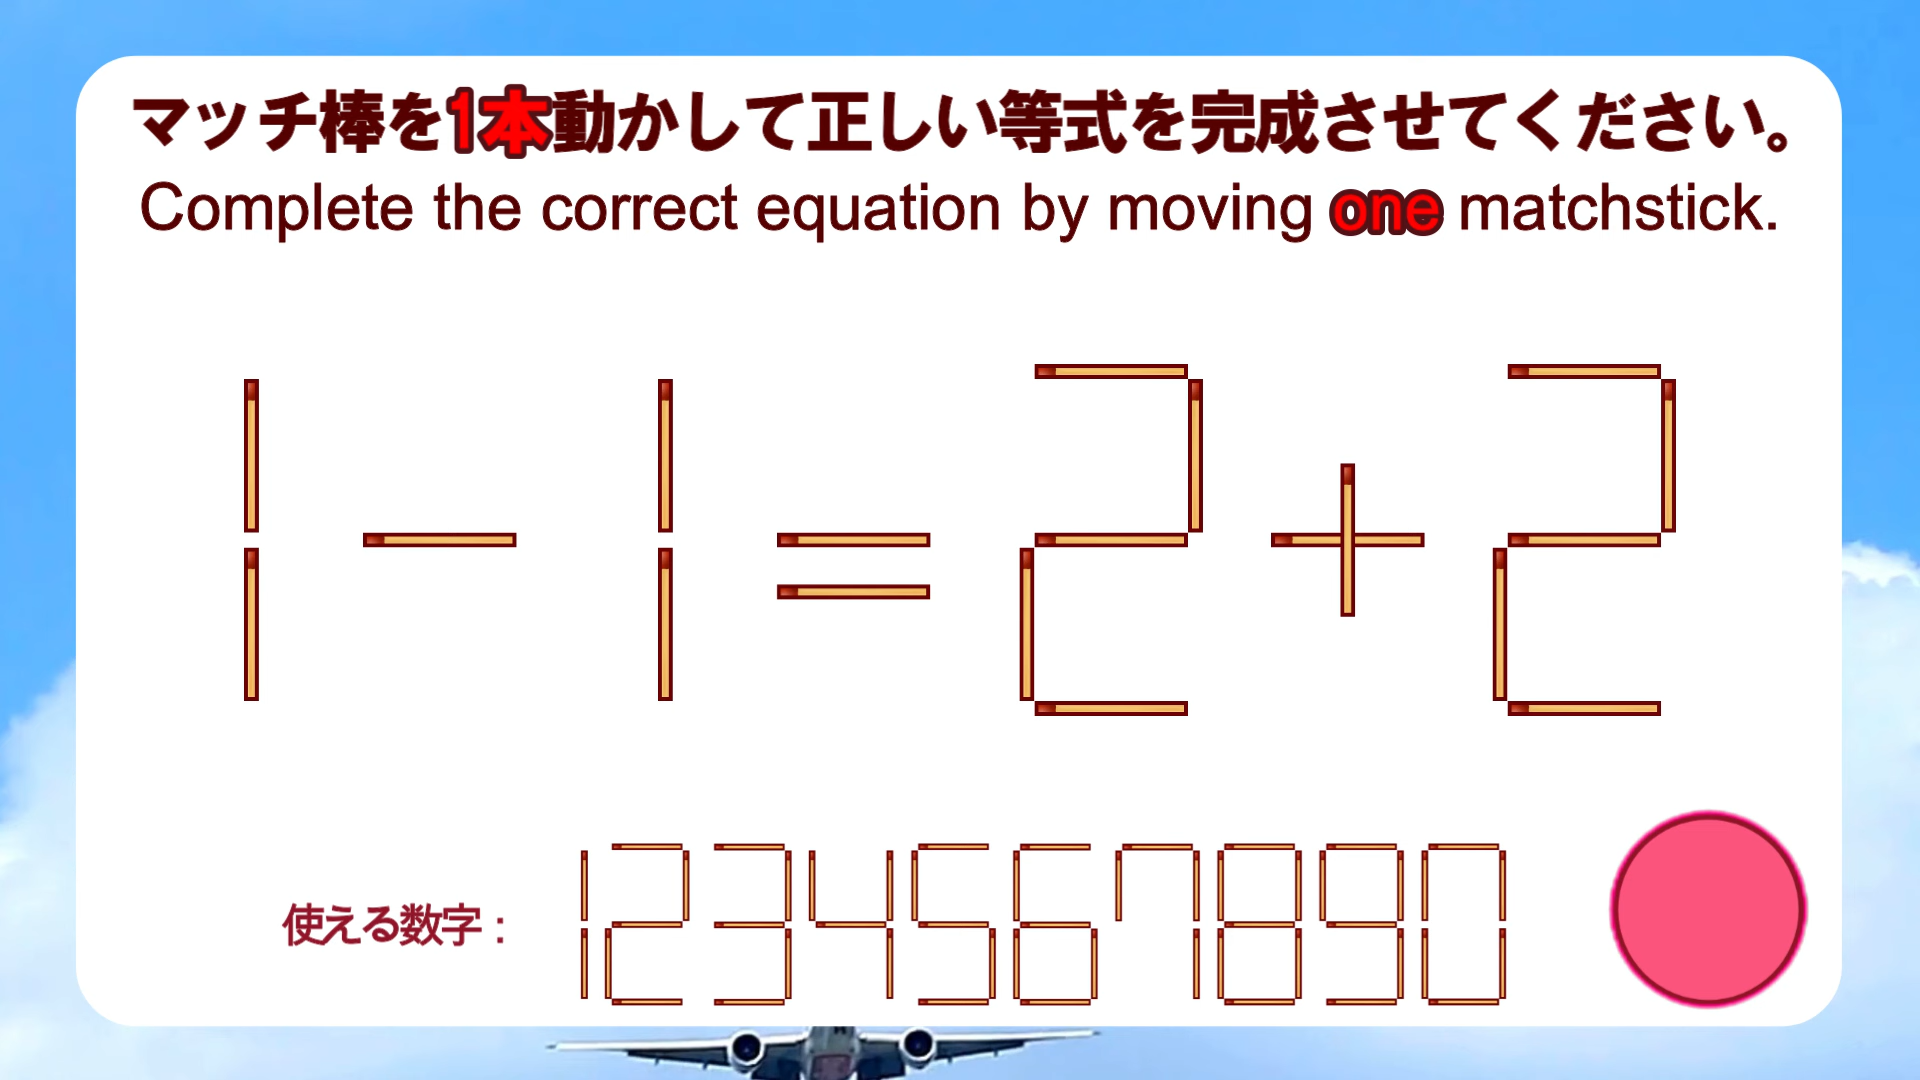 マッチ棒を1本動かして正しい等式を完成させてください。
Complete the correct equation by moving one matchstick.
1-1=2+2
使える数字：1234567890